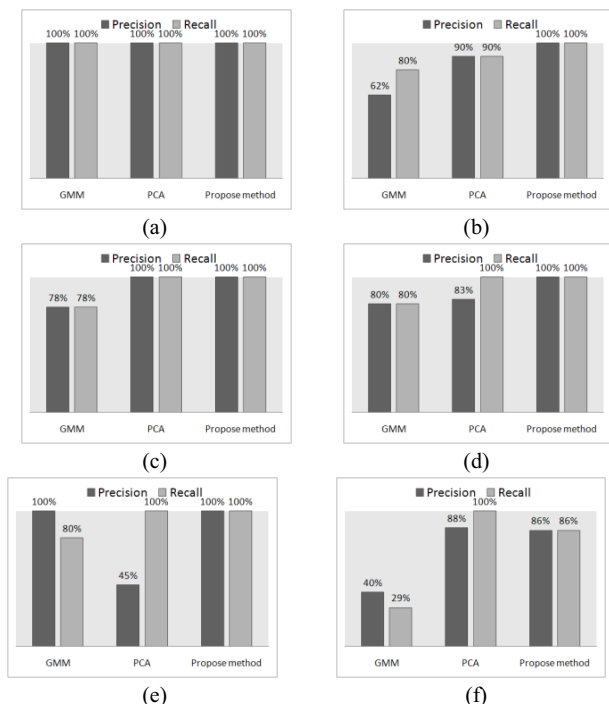 Precision Recall
100% 100% 100% 100% 100% 100%
GMM PCA Propose method
(a)
Precision Recall
62% 80% 90% 90% 100% 100%
GMM PCA Propose method
(b)
Precision Recall
78% 78% 100% 100% 100% 100%
GMM PCA Propose method
(c)
Precision Recall
80% 80% 83% 100% 100% 100%
GMM PCA Propose method
(d)
Precision Recall
100% 80% 45% 100% 100% 100%
GMM PCA Propose method
(e)
Precision Recall
40% 29% 88% 100% 86% 86%
GMM PCA Propose method
(f)